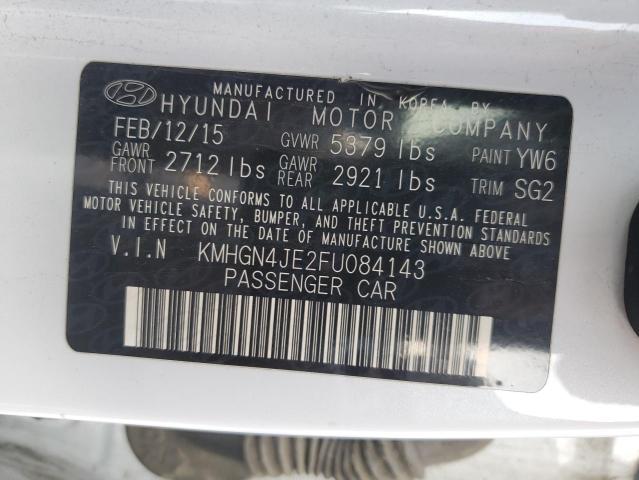 MANUFACTURED IN KOREA BY
HYUNDAI MOTOR COMPANY
FEB/12/15 GVWR 5379 lbs PAINT YW6
GAWR FRONT 2712 lbs GAWR REAR 2921 lbs TRIM SG2
THIS VEHICLE CONFORMS TO ALL APPLICABLE U.S.A. FEDERAL
MOTOR VEHICLE SAFETY, BUMPER, AND THEFT PREVENTION STANDARDS
IN EFFECT ON THE DATE OF MANUFACTURE SHOWN ABOVE
V.I.N KMHGN4JE2FU084143
PASSENGER CAR